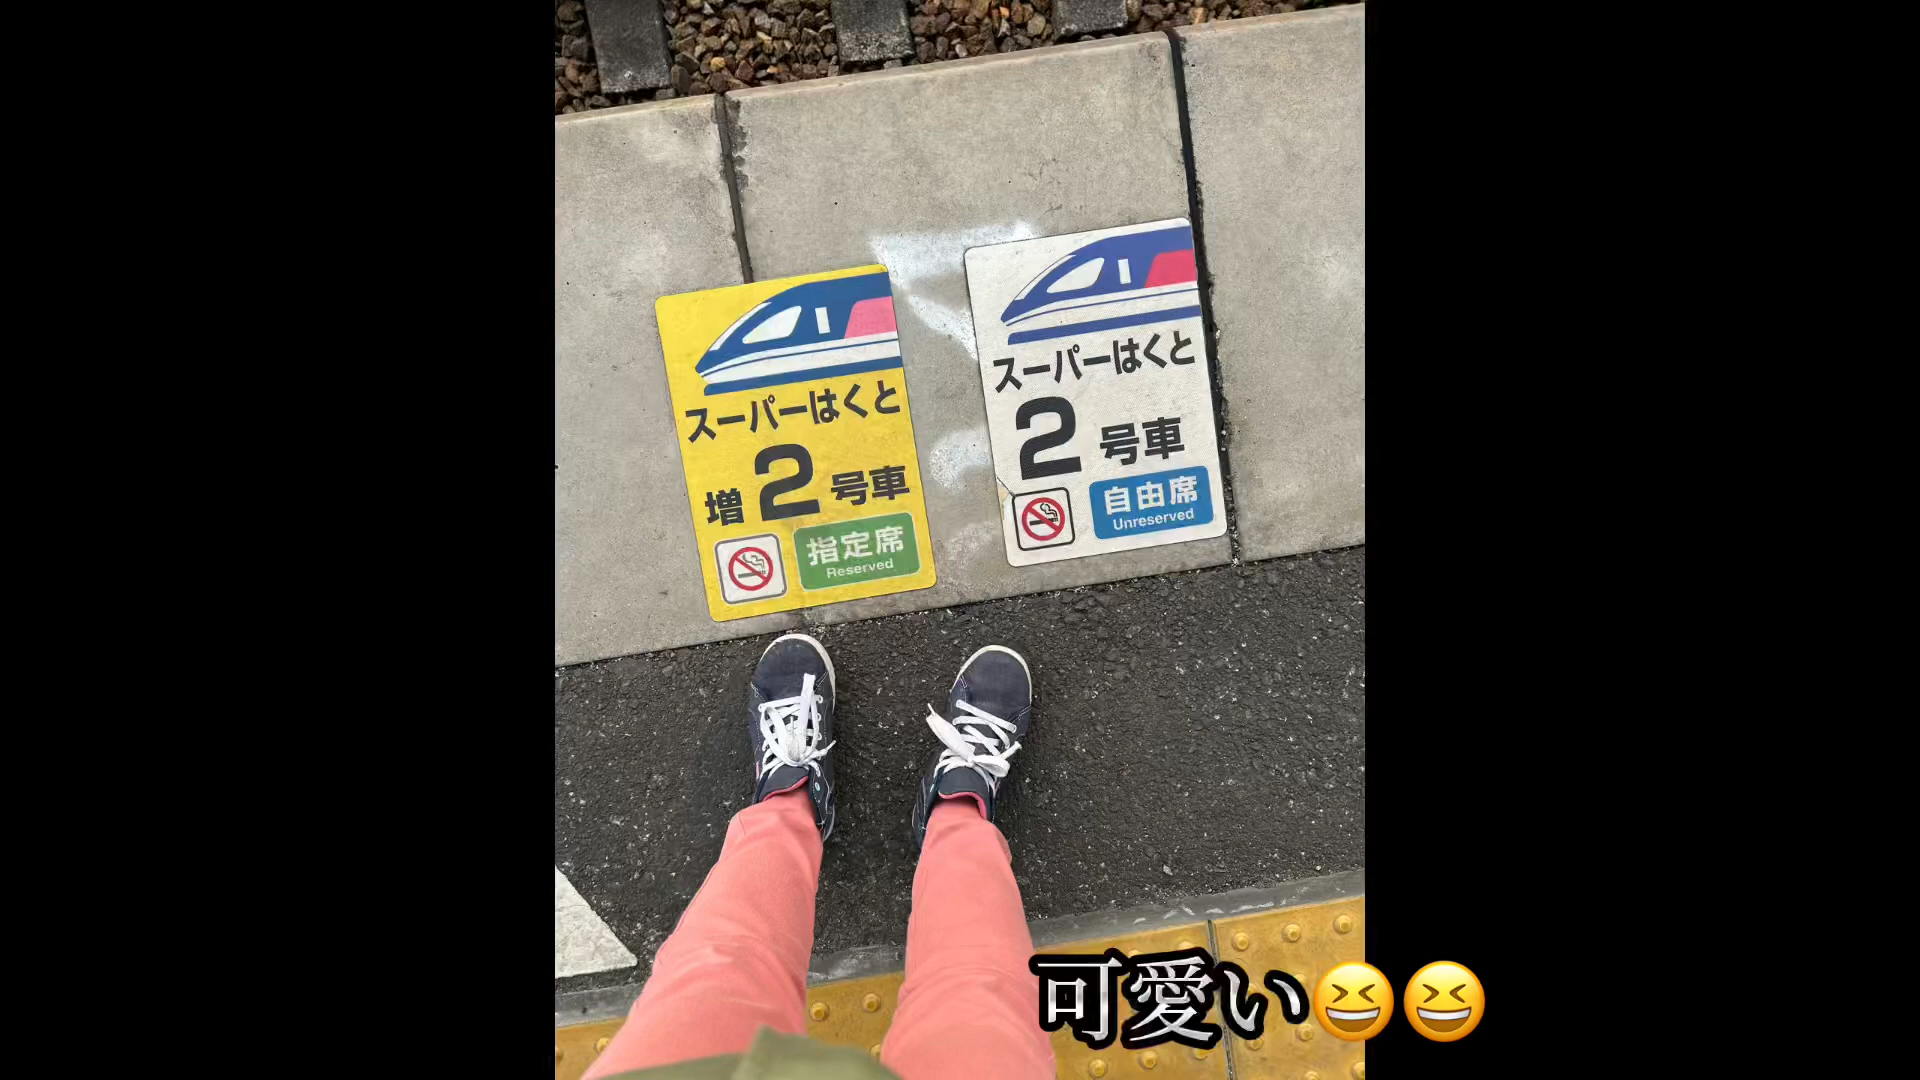 スーパーはくと
増2号車
指定席
Reserved
スーパーはくと
2号車
自由席
Unreserved
可愛い😆😆